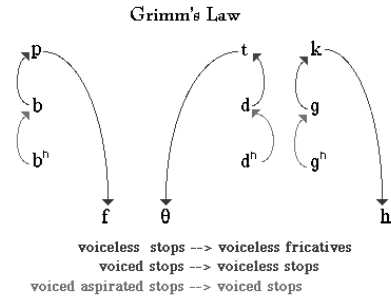 Grimm's Law
p t k
b d g
bʰ dʰ gʰ
f θ h
voiceless stops --> voiceless fricatives
voiced stops --> voiceless stops
voiced aspirated stops --> voiced stops